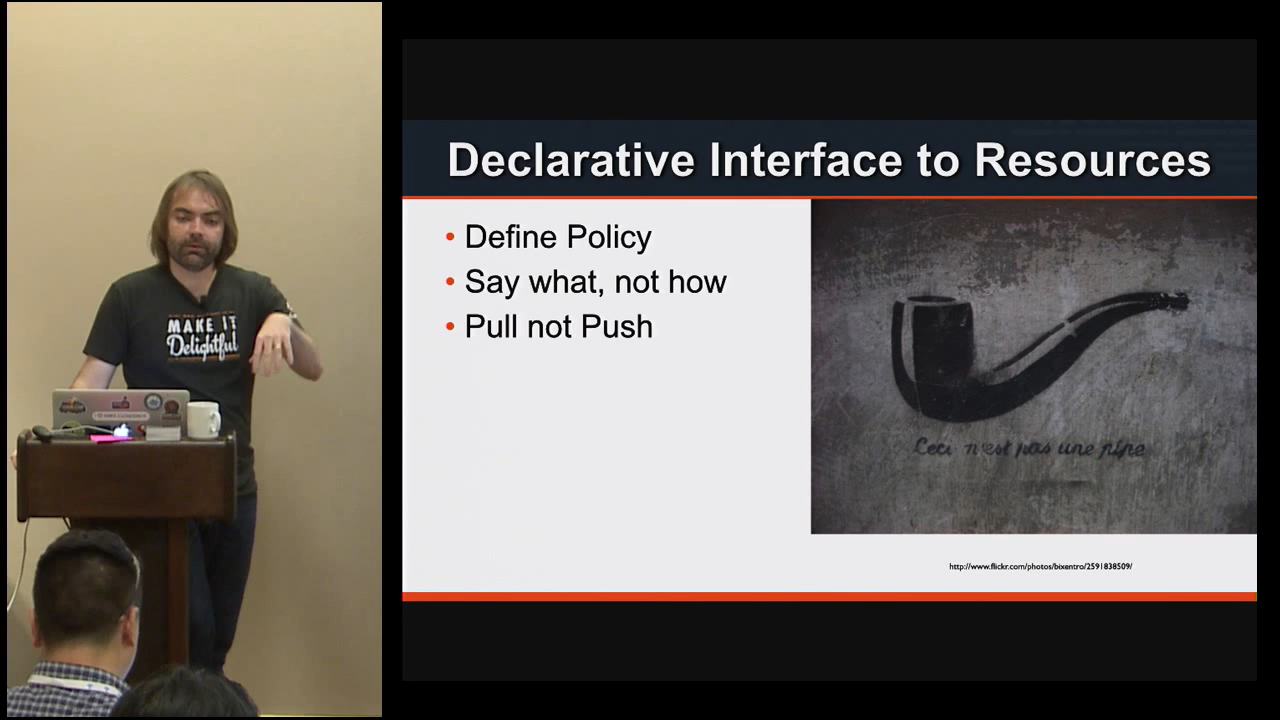 Declarative Interface to Resources
• Define Policy
• Say what, not how
• Pull not Push
MAKE IT
Delightful
Ceci n'est pas une pipe
http://www.flickr.com/photos/bixentro/2591838509/